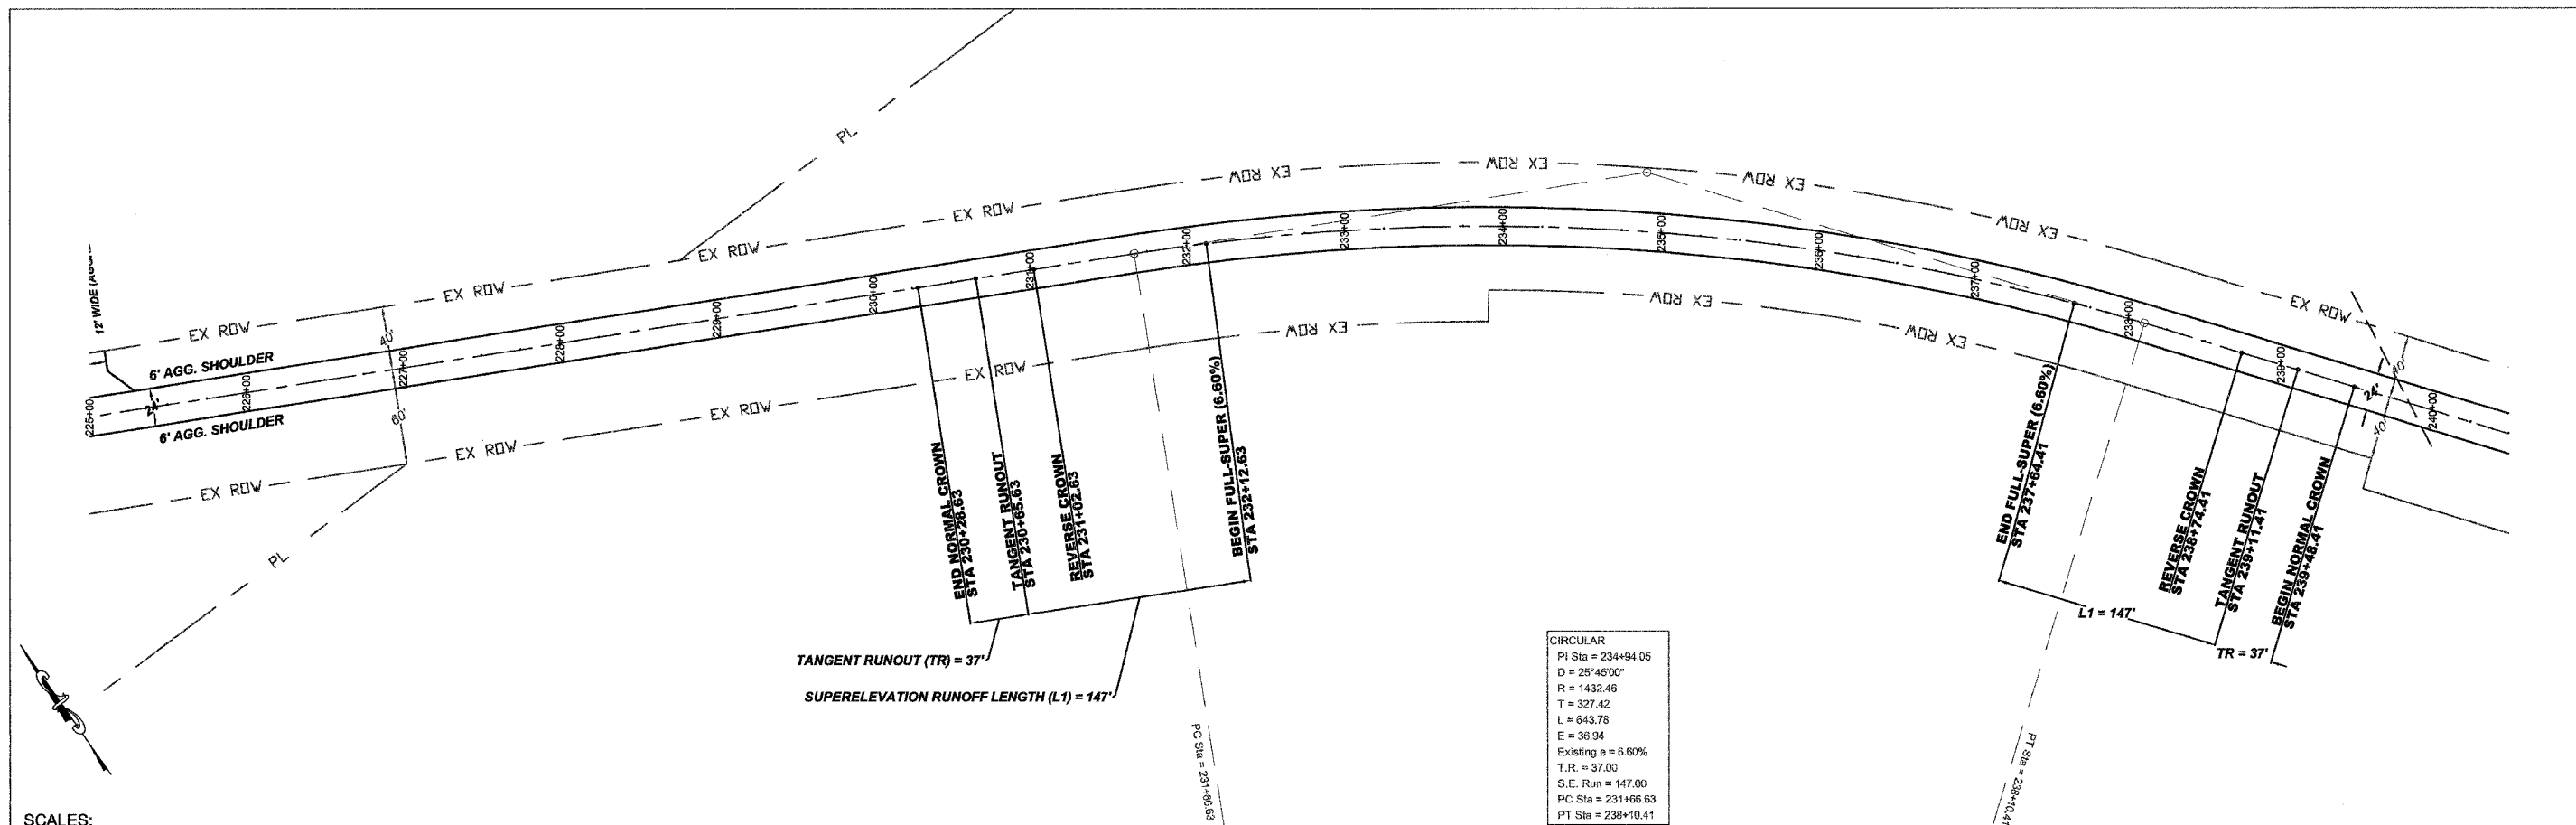 PL
EX ROW
EX ROW
EX ROW
EX ROW
EX ROW
EX ROW
EX ROW
EX ROW
EX ROW
EX ROW
12' WIDE
6' AGG. SHOULDER
24'
6' AGG. SHOULDER
40'
60'
225+00
226+00
227+00
228+00
229+00
230+00
231+00
232+00
233+00
234+00
235+00
236+00
237+00
238+00
239+00
240+00
EX ROW
EX ROW
EX ROW
EX ROW
EX ROW
EX ROW
EX ROW
EX ROW
PL
24'
40'
40'
END NORMAL CROWN
STA 230+28.63
TANGENT RUNOUT
STA 230+65.63
REVERSE CROWN
STA 231+02.63
BEGIN FULL-SUPER (6.60%)
STA 232+12.63
END FULL-SUPER (6.60%)
STA 237+64.41
REVERSE CROWN
STA 238+74.41
TANGENT RUNOUT
STA 239+11.41
BEGIN NORMAL CROWN
STA 239+48.41
TANGENT RUNOUT (TR) = 37'
SUPERELEVATION RUNOFF LENGTH (L1) = 147'
L1 = 147'
TR = 37'
PC Sta = 231+66.63
PT Sta = 238+10.41
CIRCULAR
PI Sta = 234+94.05
D = 25°45'00"
R = 1432.46
T = 327.42
L = 643.78
E = 36.94
Existing e = 6.60%
T.R. = 37.00
S.E. Run = 147.00
PC Sta = 231+66.63
PT Sta = 238+10.41
SCALES: